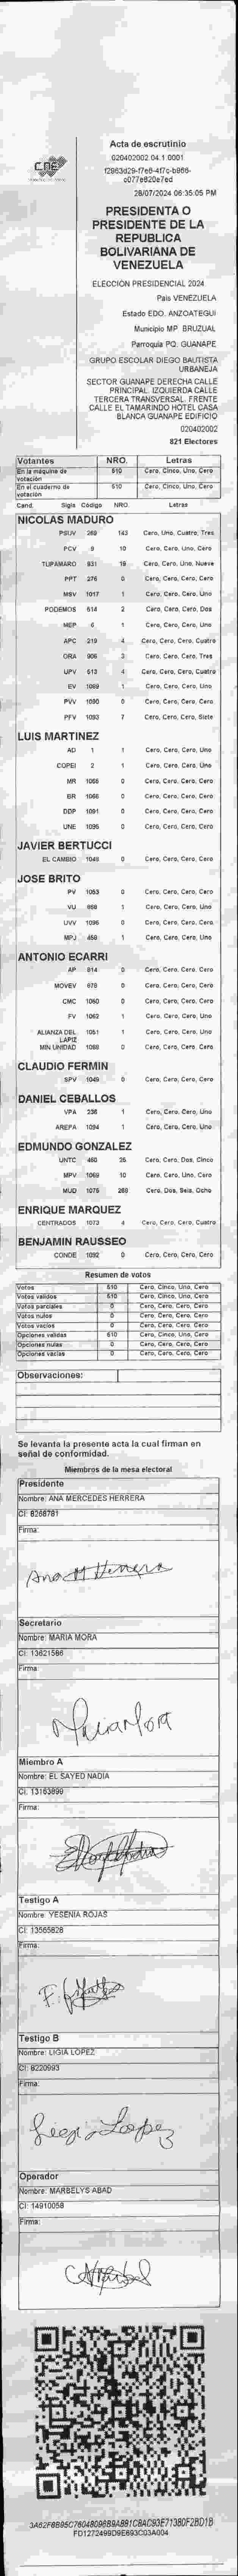 CNE
Acta de escrutinio
020402002.04.1.0001
f2963d29-f7e6-4f7c-b966-
c077e820e7ed
28/07/2024 06:35:05 PM
PRESIDENTA O
PRESIDENTE DE LA
REPUBLICA
BOLIVARIANA DE
VENEZUELA
ELECCIÓN PRESIDENCIAL 2024
País VENEZUELA
Estado EDO. ANZOATEGUI
Municipio MP. BRUZUAL
Parroquia PQ. GUANAPE
GRUPO ESCOLAR DIEGO BAUTISTA
URBANEJA
SECTOR GUANAPE DERECHA CALLE
PRINCIPAL. IZQUIERDA CALLE
TERCERA TRANSVERSAL. FRENTE
CALLE EL TAMARINDO HOTEL CASA
BLANCA GUANAPE EDIFICIO
020402002
821 Electores
Votantes NRO. Letras
En la máquina de votación 510 Cero, Cinco, Uno, Cero
En el cuaderno de votación 510 Cero, Cinco, Uno, Cero
Cand. Sigls Código NRO. Letras
NICOLAS MADURO
PSUV 269 143 Cero, Uno, Cuatro, Tres
PCV 9 10 Cero, Cero, Uno, Cero
TUPAMARO 831 19 Cero, Cero, Uno, Nueve
PPT 276 0 Cero, Cero, Cero, Cero
MSV 1017 1 Cero, Cero, Cero, Uno
PODEMOS 614 2 Cero, Cero, Cero, Dos
MEP 6 1 Cero, Cero, Cero, Uno
APC 219 4 Cero, Cero, Cero, Cuatro
ORA 906 3 Cero, Cero, Cero, Tres
UPV 613 4 Cero, Cero, Cero, Cuatro
EV 1089 1 Cero, Cero, Cero, Uno
PVV 1090 0 Cero, Cero, Cero, Cero
PFV 1093 7 Cero, Cero, Cero, Siete
LUIS MARTINEZ
AD 1 1 Cero, Cero, Cero, Uno
COPEI 2 1 Cero, Cero, Cero, Uno
MR 1065 0 Cero, Cero, Cero, Cero
BR 1066 0 Cero, Cero, Cero, Cero
DDP 1091 0 Cero, Cero, Cero, Cero
UNE 1095 0 Cero, Cero, Cero, Cero
JAVIER BERTUCCI
EL CAMBIO 1048 0 Cero, Cero, Cero, Cero
JOSE BRITO
PV 1053 0 Cero, Cero, Cero, Cero
VU 868 1 Cero, Cero, Cero, Uno
UVV 1096 0 Cero, Cero, Cero, Cero
MPJ 458 1 Cero, Cero, Cero, Uno
ANTONIO ECARRI
AP 814 0 Cero, Cero, Cero, Cero
MOVEV 978 0 Cero, Cero, Cero, Cero
CMC 1060 0 Cero, Cero, Cero, Cero
FV 1062 1 Cero, Cero, Cero, Uno
ALIANZA DEL LAPIZ 1051 1 Cero, Cero, Cero, Uno
MIN UNIDAD 1088 0 Cero, Cero, Cero, Cero
CLAUDIO FERMIN
SPV 1049 0 Cero, Cero, Cero, Cero
DANIEL CEBALLOS
VPA 236 1 Cero, Cero, Cero, Uno
AREPA 1094 1 Cero, Cero, Cero, Uno
EDMUNDO GONZALEZ
UNTC 460 25 Cero, Cero, Dos, Cinco
MPV 1069 10 Cero, Cero, Uno, Cero
MUD 1075 268 Cero, Dos, Seis, Ocho
ENRIQUE MARQUEZ
CENTRADOS 1073 4 Cero, Cero, Cero, Cuatro
BENJAMIN RAUSSEO
CONDE 1092 0 Cero, Cero, Cero, Cero
Resumen de votos
Votos 510 Cero, Cinco, Uno, Cero
Votos válidos 510 Cero, Cinco, Uno, Cero
Votos parciales 0 Cero, Cero, Cero, Cero
Votos nulos 0 Cero, Cero, Cero, Cero
Votos vacíos 0 Cero, Cero, Cero, Cero
Opciones válidas 510 Cero, Cinco, Uno, Cero
Opciones nulas 0 Cero, Cero, Cero, Cero
Opciones vacías 0 Cero, Cero, Cero, Cero
Observaciones:
Se levanta la presente acta la cual firman en
señal de conformidad.
Miembros de la mesa electoral
Presidente
Nombre: ANA MERCEDES HERRERA
CI: 8268781
Firma:
Ana M Herrera
Secretario
Nombre: MARIA MORA
CI: 13621586
Firma:
Maria Mora
Miembro A
Nombre: EL SAYED NADIA
CI: 13163899
Firma:
Testigo A
Nombre: YESENIA ROJAS
CI: 13565828
Firma:
Testigo B
Nombre: LIGIA LOPEZ
CI: 8220993
Firma:
Ligia Lopez
Operador
Nombre: MARBELYS ABAD
CI: 14910058
Firma:
FD1272499D9E693C03A004